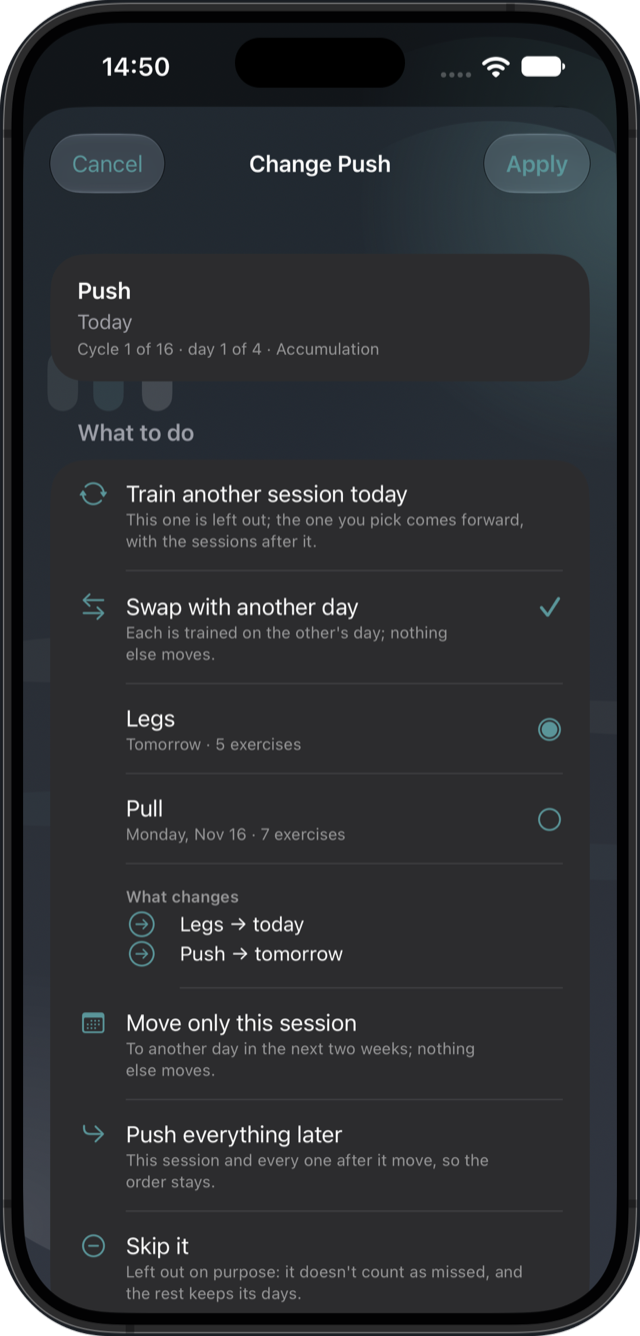 14:50
Cancel
Change Push
Apply
Push
Today
Cycle 1 of 16 · day 1 of 4 · Accumulation
What to do
Train another session today
This one is left out; the one you pick comes forward,
with the sessions after it.
Swap with another day
Each is trained on the other's day; nothing
else moves.
Legs
Tomorrow · 5 exercises
Pull
Monday, Nov 16 · 7 exercises
What changes
Legs → today
Push → tomorrow
Move only this session
To another day in the next two weeks; nothing
else moves.
Push everything later
This session and every one after it move, so the
order stays.
Skip it
Left out on purpose: it doesn't count as missed, and
the rest keeps its days.